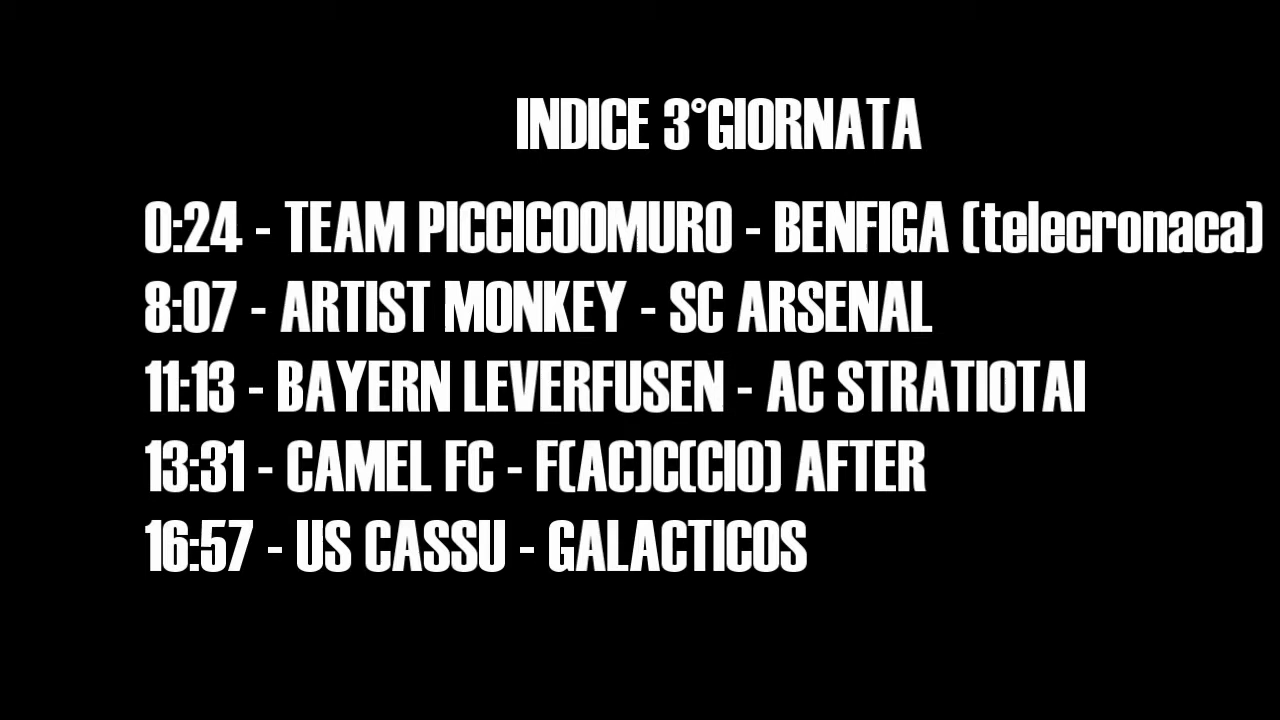 INDICE 3°GIORNATA
0:24 - TEAM PICCICOOMURO - BENFIGA (telecronaca)
8:07 - ARTIST MONKEY - SC ARSENAL
11:13 - BAYERN LEVERFUSEN - AC STRATIOTAI
13:31 - CAMEL FC - F(AC)C(CIO) AFTER
16:57 - US CASSU - GALACTICOS